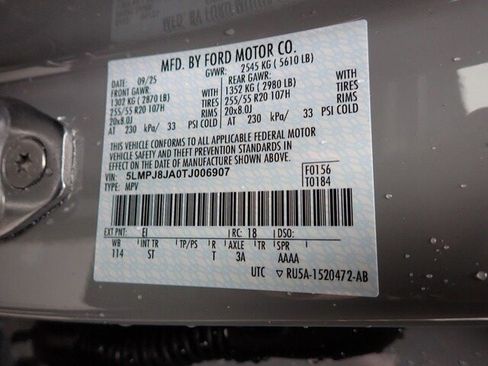 MFD. BY FORD MOTOR CO.
DATE: 09/25 GVWR: 2545 KG ( 5610 LB)
FRONT GAWR: REAR GAWR:
1302 KG ( 2870 LB) WITH 1352 KG ( 2980 LB) WITH
255/55 R20 107H TIRES 255/55 R20 107H TIRES
20x8.0J RIMS 20x8.0J RIMS
AT 230 kPa/ 33 PSI COLD AT 230 kPa/ 33 PSI COLD
THIS VEHICLE CONFORMS TO ALL APPLICABLE FEDERAL MOTOR
VEHICLE SAFETY AND THEFT PREVENTION STANDARDS IN
EFFECT ON THE DATE OF MANUFACTURE SHOWN ABOVE.
VIN: 5LMPJ8JA0TJ006907 F0156
TYPE: MPV T0184
EXT PNT: EI RC: 18 DSO:
WB INT TR TP/PS R AXLE TR SPR
114 ST T 3A AAAA
UTC ▽ RU5A-1520472-AB